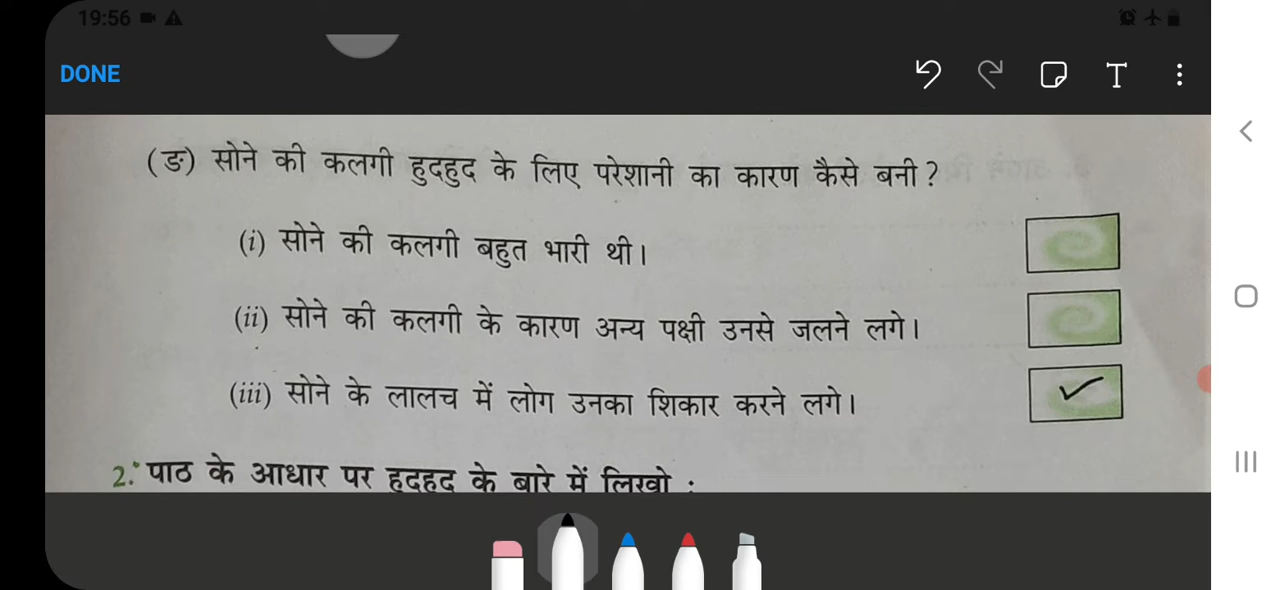 19:56
DONE
T
(ङ) सोने की कलगी हुदहुद के लिए परेशानी का कारण कैसे बनी ?
(i) सोने की कलगी बहुत भारी थी।
(ii) सोने की कलगी के कारण अन्य पक्षी उनसे जलने लगे।
(iii) सोने के लालच में लोग उनका शिकार करने लगे।
2. पाठ के आधार पर हुदहुद के बारे में लिखो :